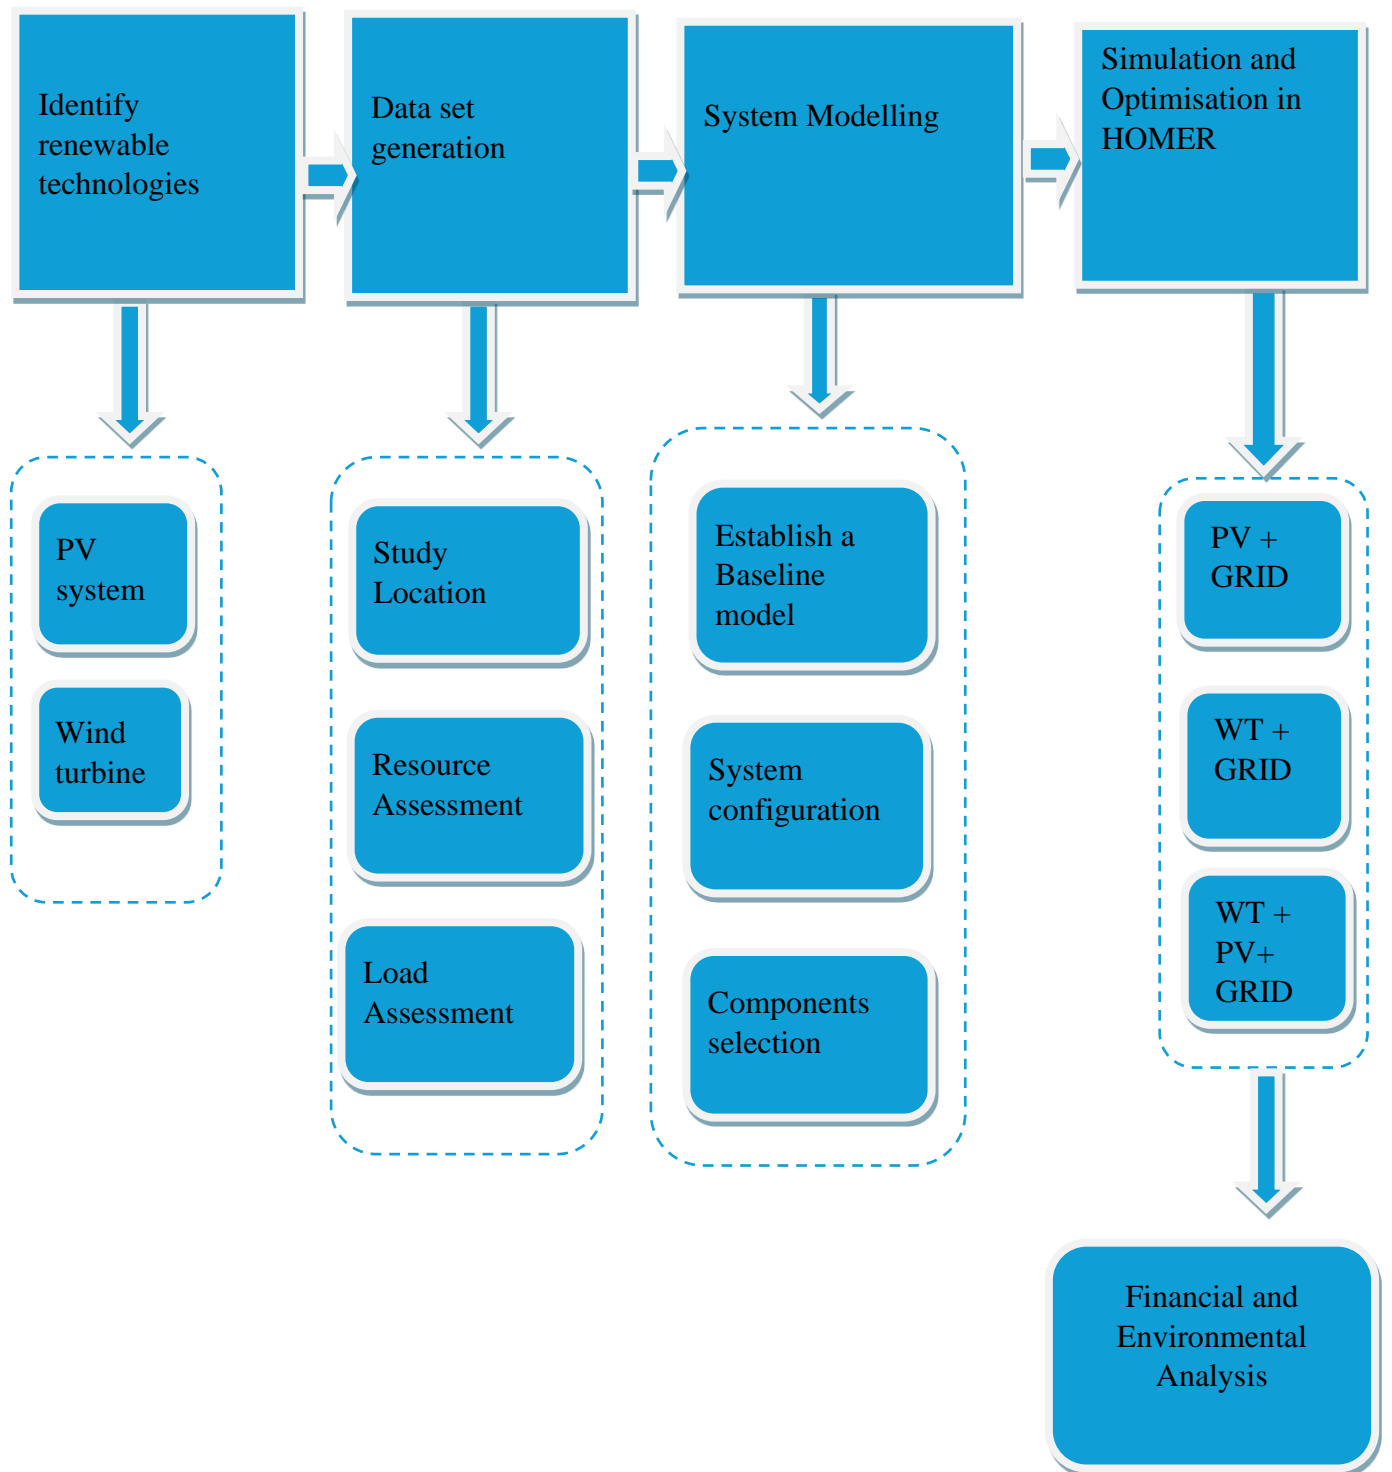 Identify
renewable
technologies
Data set
generation
System Modelling
Simulation and
Optimisation in
HOMER
PV
system
Wind
turbine
Study
Location
Resource
Assessment
Load
Assessment
Establish a
Baseline
model
System
configuration
Components
selection
PV +
GRID
WT +
GRID
WT +
PV+
GRID
Financial and
Environmental
Analysis